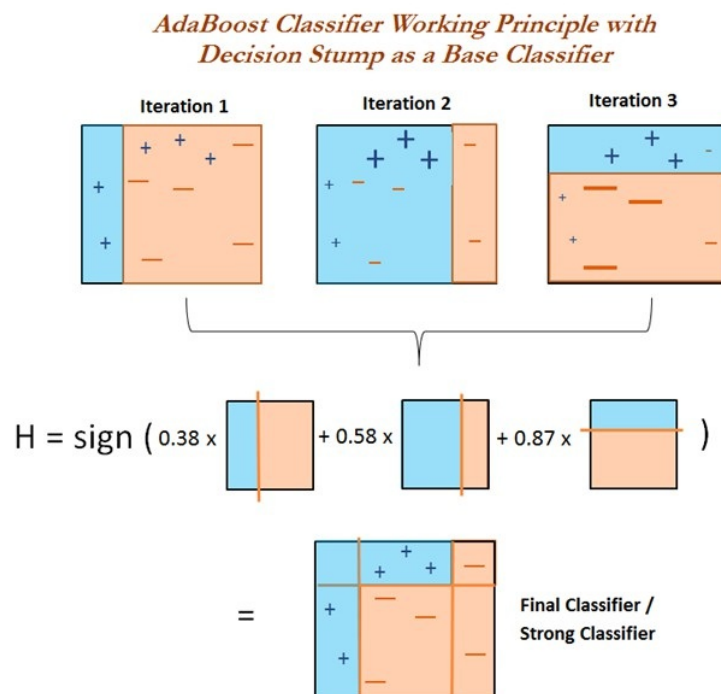 AdaBoost Classifier Working Principle with
Decision Stump as a Base Classifier
Iteration 1
Iteration 2
Iteration 3
H = sign ( 0.38 x + 0.58 x + 0.87 x )
=
Final Classifier /
Strong Classifier